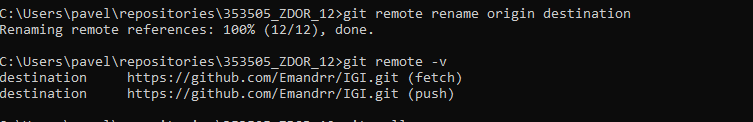 C:\Users\pavel\repositories\353505_ZDOR_12>git remote rename origin destination
Renaming remote references: 100% (12/12), done.
C:\Users\pavel\repositories\353505_ZDOR_12>git remote -v
destination     https://github.com/Emandrr/IGI.git (fetch)
destination     https://github.com/Emandrr/IGI.git (push)